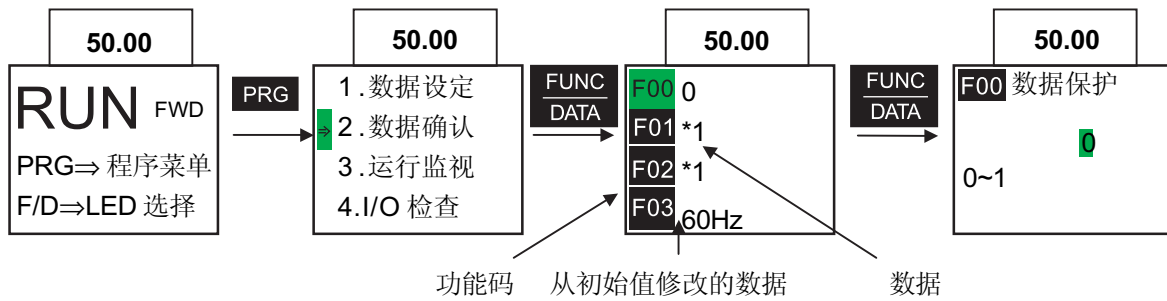 50.00
RUN FWD
PRG⇒ 程序菜单
F/D⇒LED 选择
PRG
50.00
1.数据设定
⇒ 2.数据确认
3.运行监视
4.I/O 检查
FUNC
DATA
50.00
F00 0
F01 *1
F02 *1
F03 60Hz
FUNC
DATA
50.00
F00 数据保护
0
0~1
功能码 从初始值修改的数据 数据